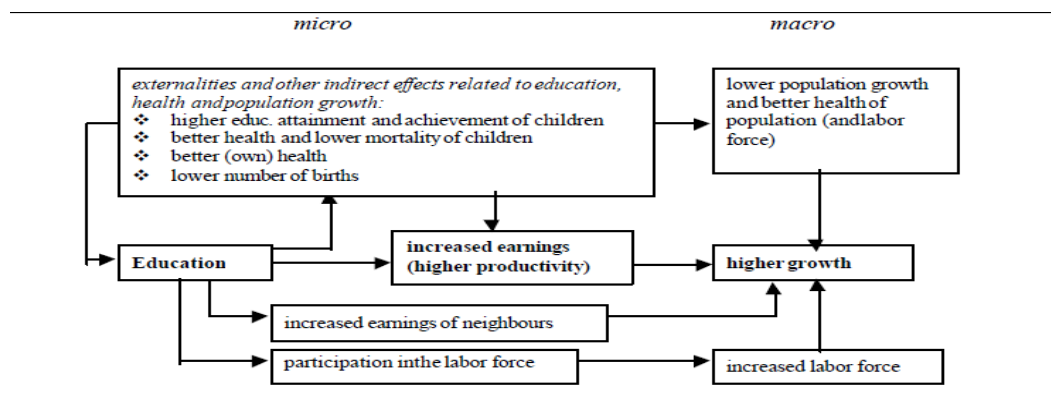 micro
macro
externalities and other indirect effects related to education,
health andpopulation growth:
❖ higher educ. attainment and achievement of children
❖ better health and lower mortality of children
❖ better (own) health
❖ lower number of births
lower population growth
and better health of
population (andlabor
force)
Education
increased earnings
(higher productivity)
higher growth
increased earnings of neighbours
participation inthe labor force
increased labor force